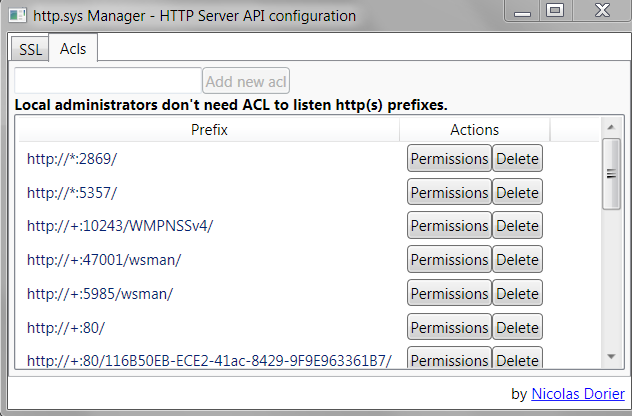 http.sys Manager - HTTP Server API configuration
SSL Acls
Add new acl
Local administrators don't need ACL to listen http(s) prefixes.
Prefix Actions
http://*:2869/ Permissions Delete
http://*:5357/ Permissions Delete
http://+:10243/WMPNSSv4/ Permissions Delete
http://+:47001/wsman/ Permissions Delete
http://+:5985/wsman/ Permissions Delete
http://+:80/ Permissions Delete
http://+:80/116B50EB-ECE2-41ac-8429-9F9E963361B7/ Permissions Delete
by Nicolas Dorier